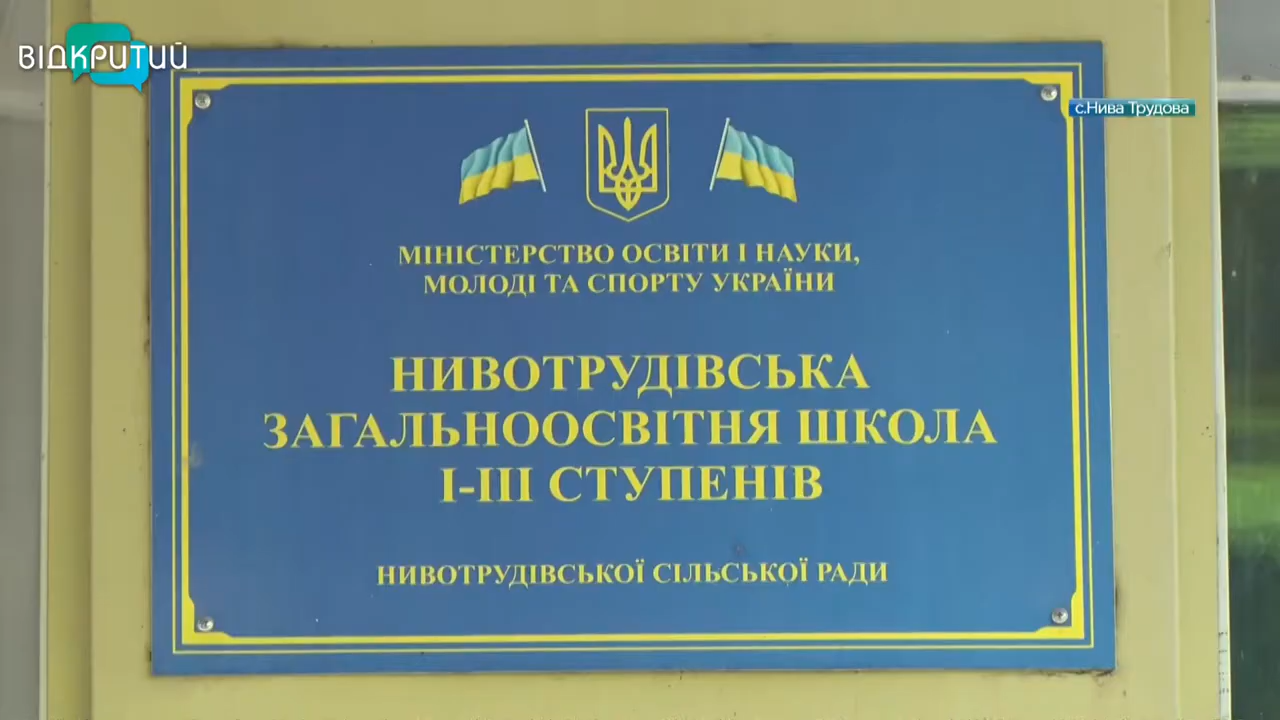 ВІДКРИТИЙ
с.Нива Трудова
МІНІСТЕРСТВО ОСВІТИ І НАУКИ,
МОЛОДІ ТА СПОРТУ УКРАЇНИ
НИВОТРУДІВСЬКА
ЗАГАЛЬНООСВІТНЯ ШКОЛА
І-ІІІ СТУПЕНІВ
НИВОТРУДІВСЬКОЇ СІЛЬСЬКОЇ РАДИ